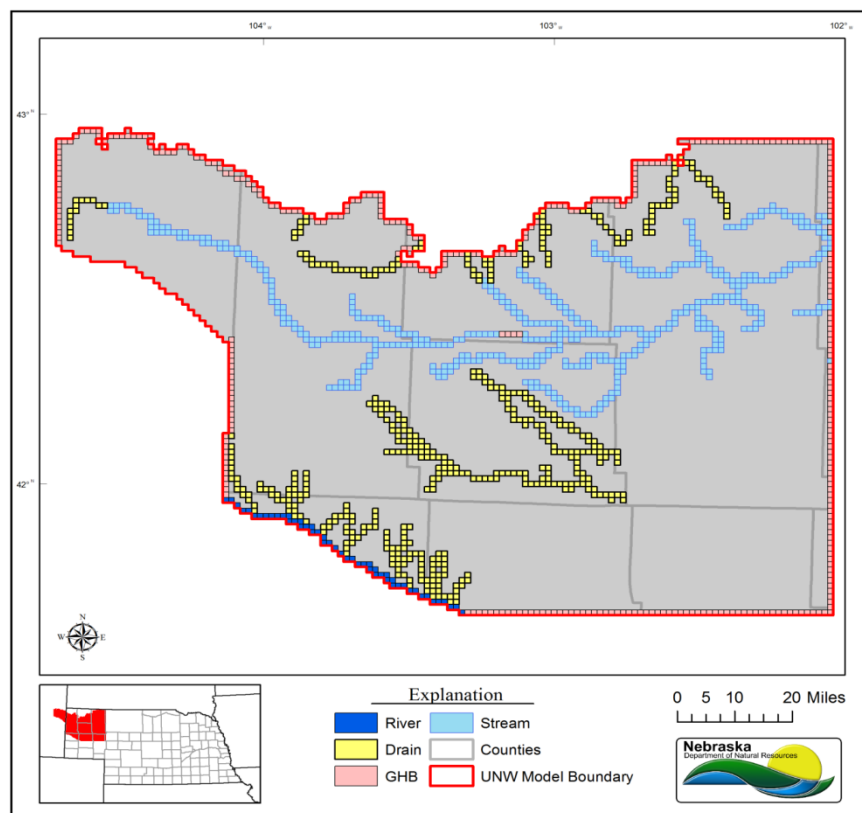 104° W
103° W
102° W
43° N
42° N
N
W E
S
Explanation
River
Stream
Drain
Counties
GHB
UNW Model Boundary
0 5 10 20 Miles
Nebraska
Department of Natural Resources